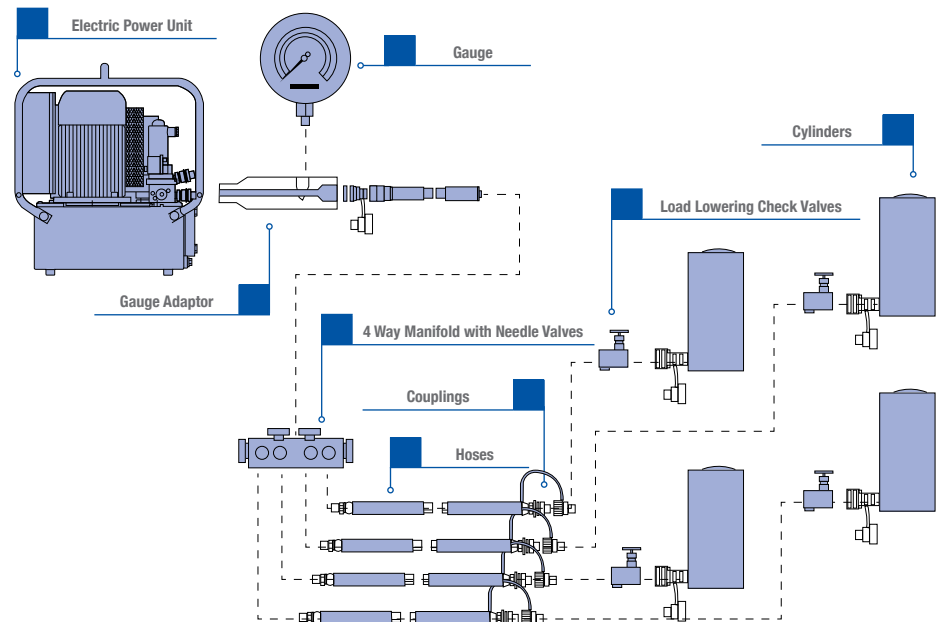 Electric Power Unit
Gauge
Cylinders
Load Lowering Check Valves
Gauge Adaptor
4 Way Manifold with Needle Valves
Couplings
Hoses